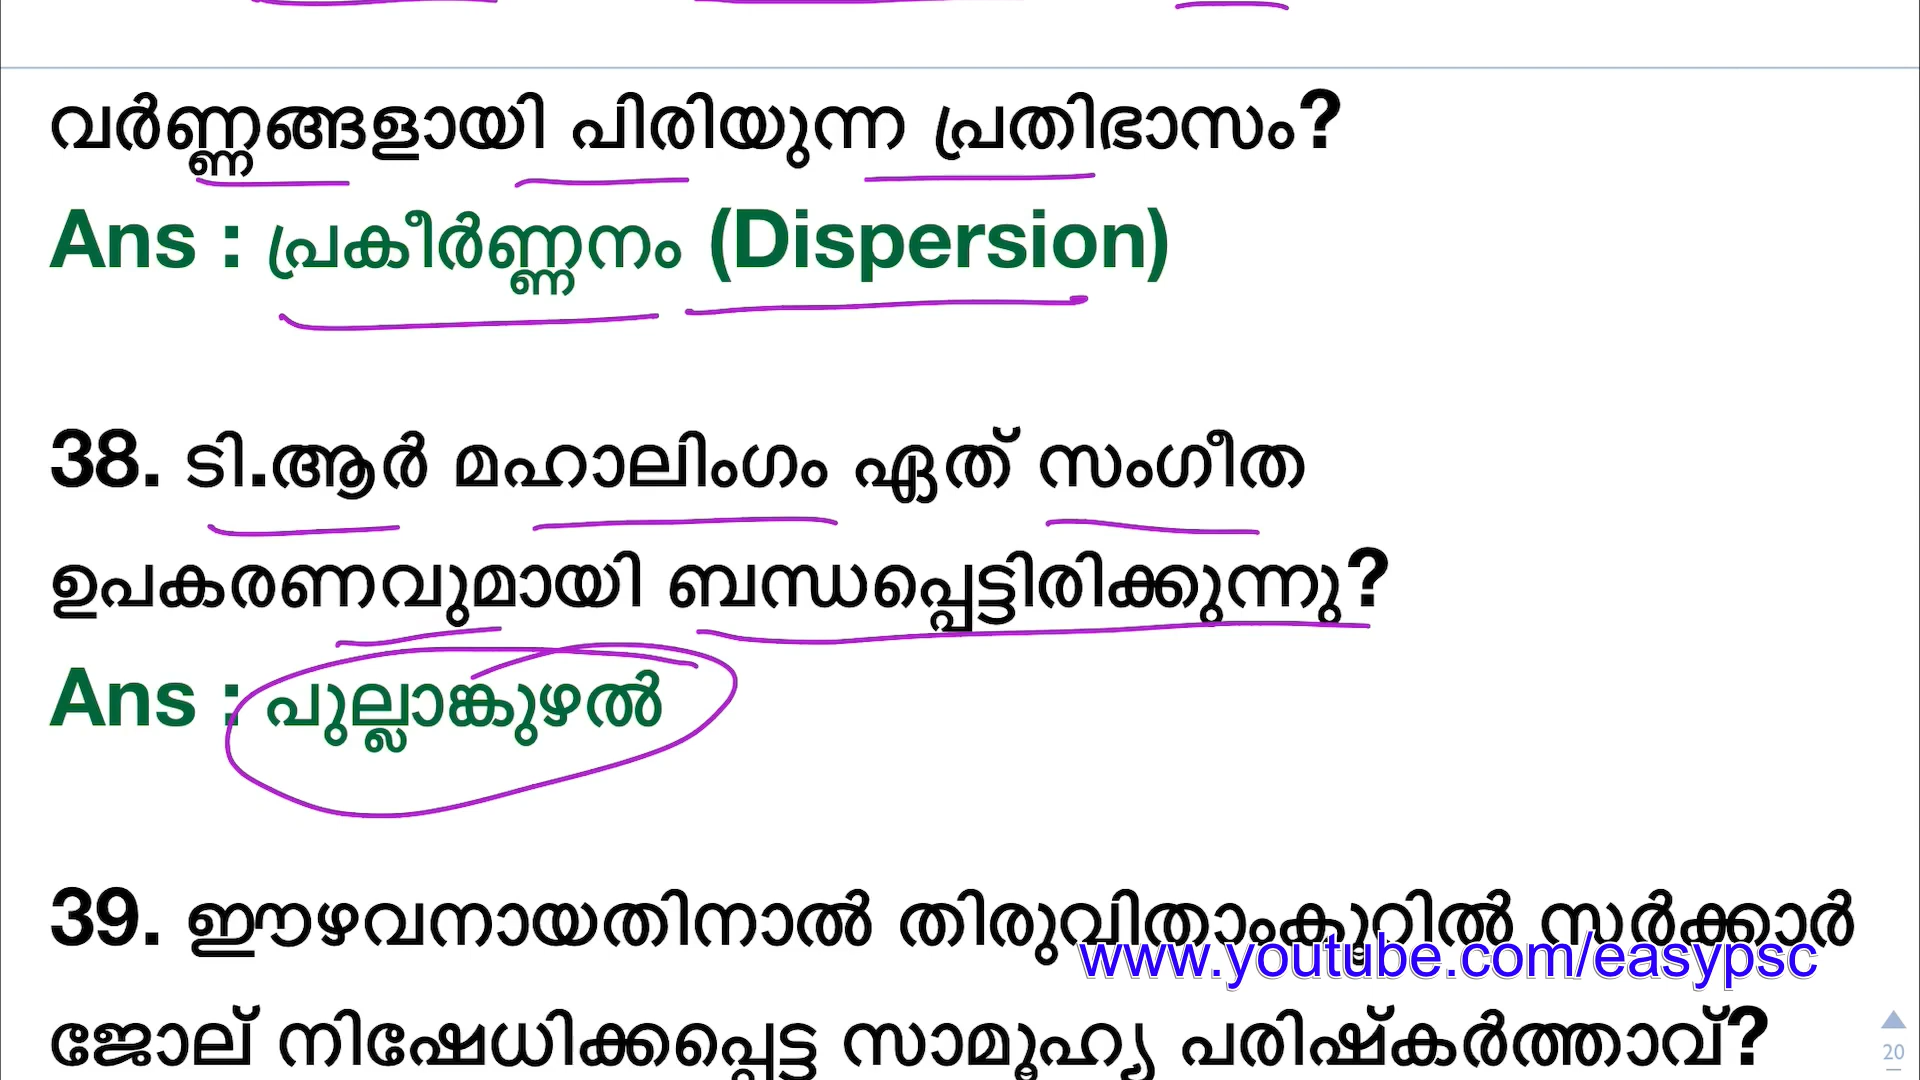 വർണ്ണങ്ങളായി പിരിയുന്ന പ്രതിഭാസം?
Ans : പ്രകീർണ്ണനം (Dispersion)
38. ടി.ആർ മഹാലിംഗം ഏത് സംഗീത
ഉപകരണവുമായി ബന്ധപ്പെട്ടിരിക്കുന്നു?
Ans : പുല്ലാങ്കുഴൽ
39. ഈഴവനായതിനാൽ തിരുവിതാംകൂറിൽ സർക്കാർ
www.youtube.com/easypsc
ജോല് നിഷേധിക്കപ്പെട്ട സാമൂഹ്യ പരിഷ്കർത്താവ്?
20